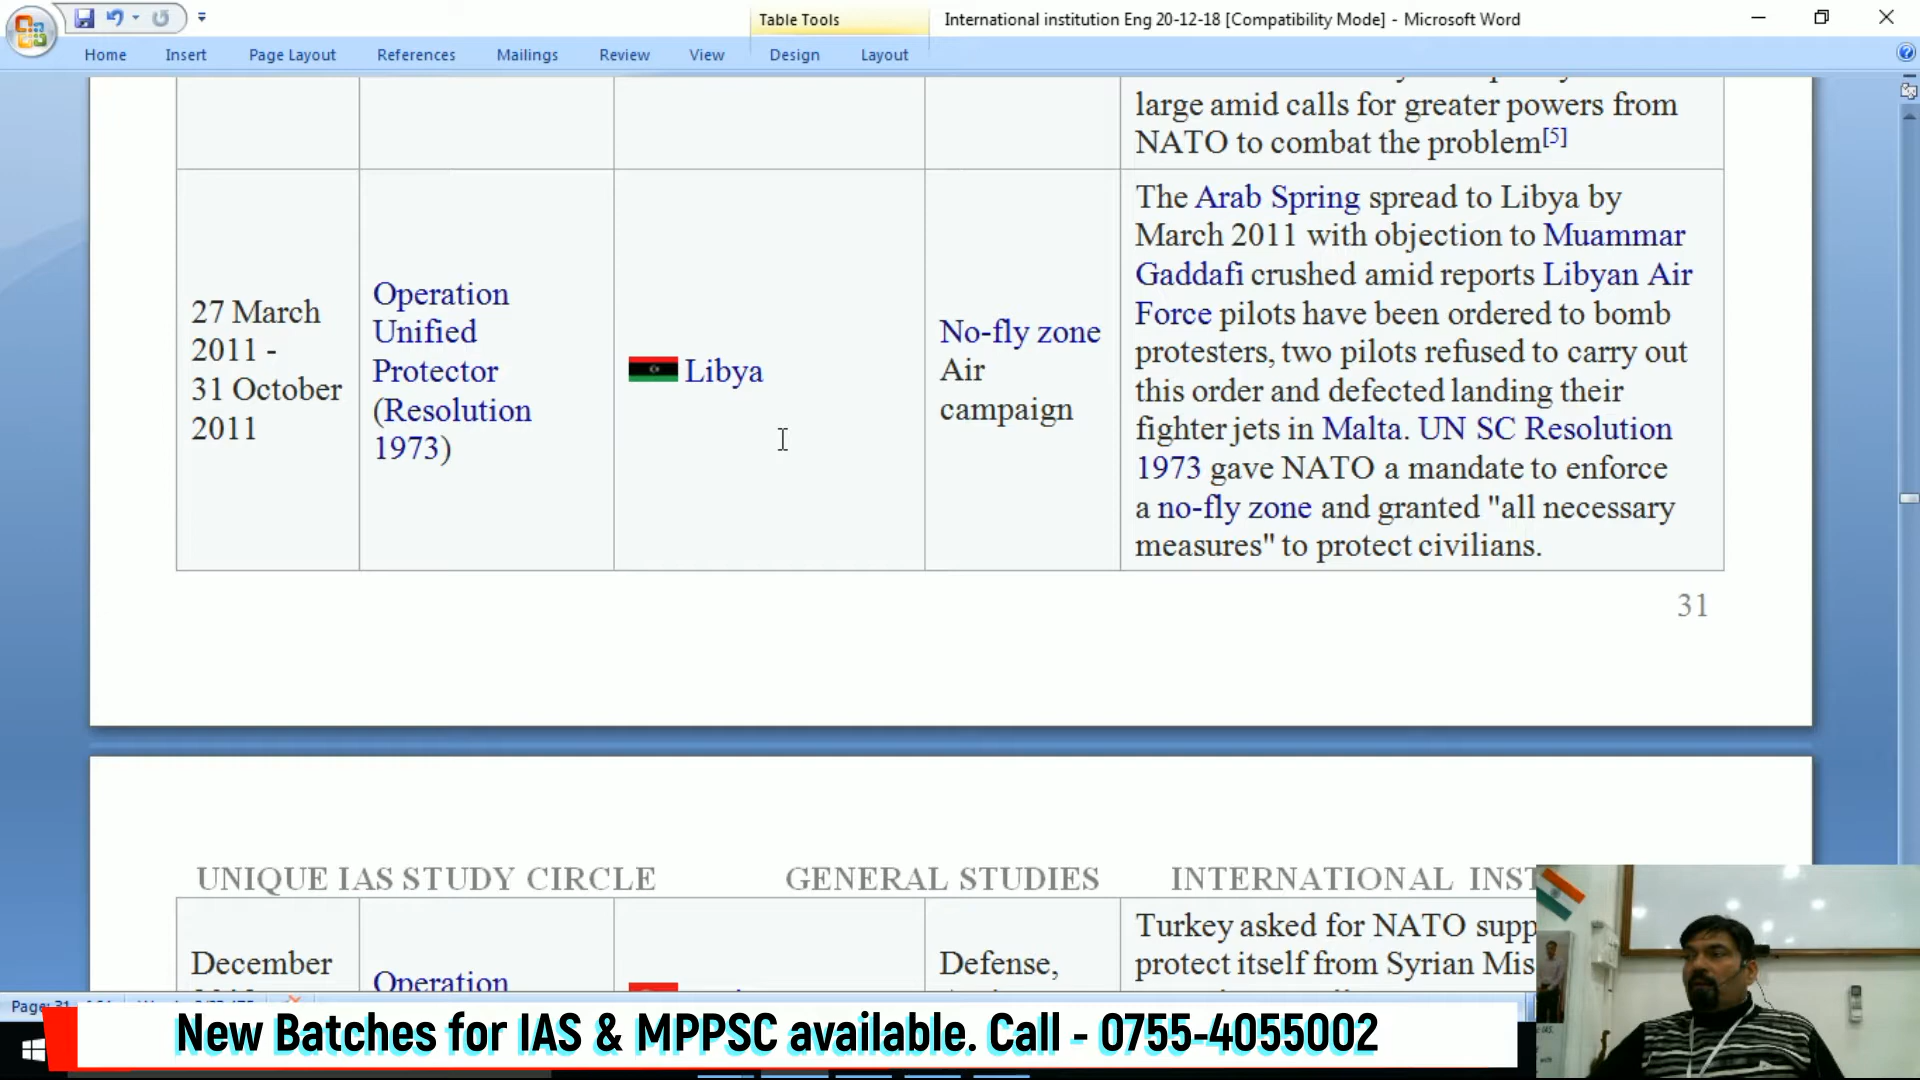 Table Tools
International institution Eng 20-12-18 [Compatibility Mode] - Microsoft Word
Home Insert Page Layout References Mailings Review View Design Layout
large amid calls for greater powers from
NATO to combat the problem[5]
27 March
2011 -
31 October
2011
Operation
Unified
Protector
(Resolution
1973)
Libya
No-fly zone
Air
campaign
The Arab Spring spread to Libya by
March 2011 with objection to Muammar
Gaddafi crushed amid reports Libyan Air
Force pilots have been ordered to bomb
protesters, two pilots refused to carry out
this order and defected landing their
fighter jets in Malta. UN SC Resolution
1973 gave NATO a mandate to enforce
a no-fly zone and granted "all necessary
measures" to protect civilians.
31
UNIQUE IAS STUDY CIRCLE GENERAL STUDIES INTERNATIONAL INST
December
Operation
Defense,
Turkey asked for NATO supp
protect itself from Syrian Mis
New Batches for IAS & MPPSC available. Call - 0755-4055002